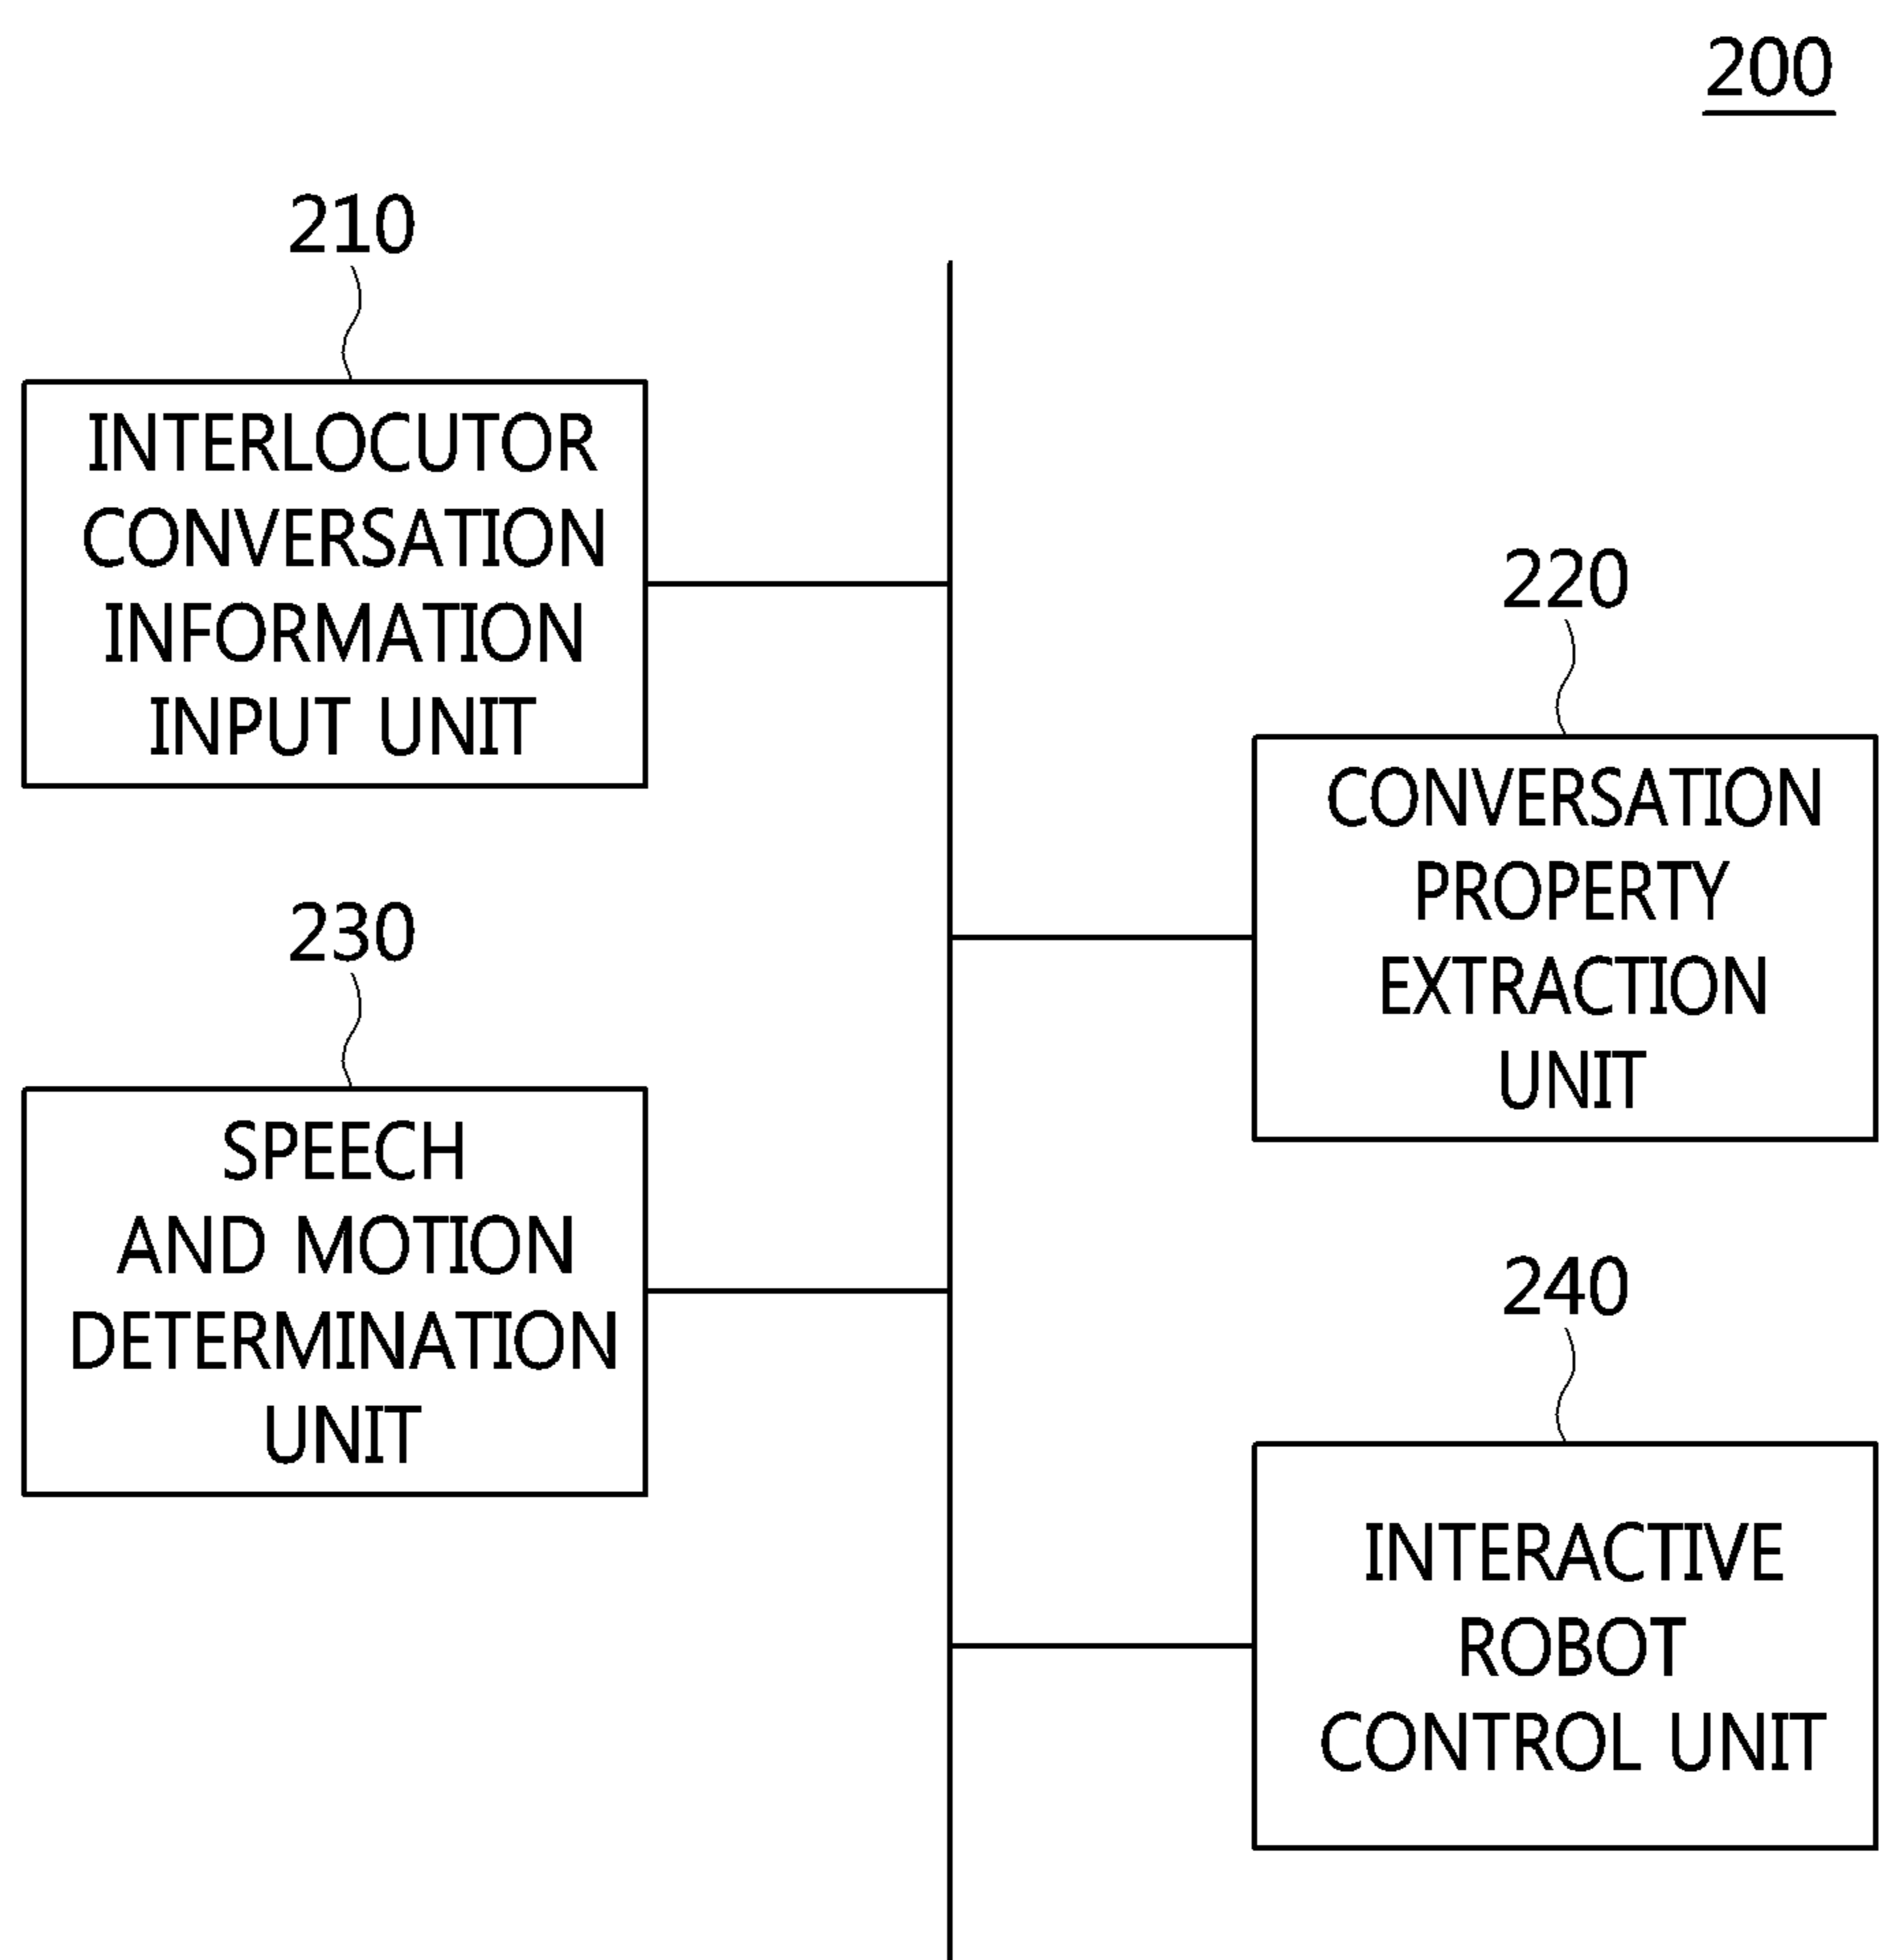 200
210
INTERLOCUTOR
CONVERSATION
INFORMATION
INPUT UNIT
220
CONVERSATION
PROPERTY
EXTRACTION
UNIT
230
SPEECH
AND MOTION
DETERMINATION
UNIT
240
INTERACTIVE
ROBOT
CONTROL UNIT